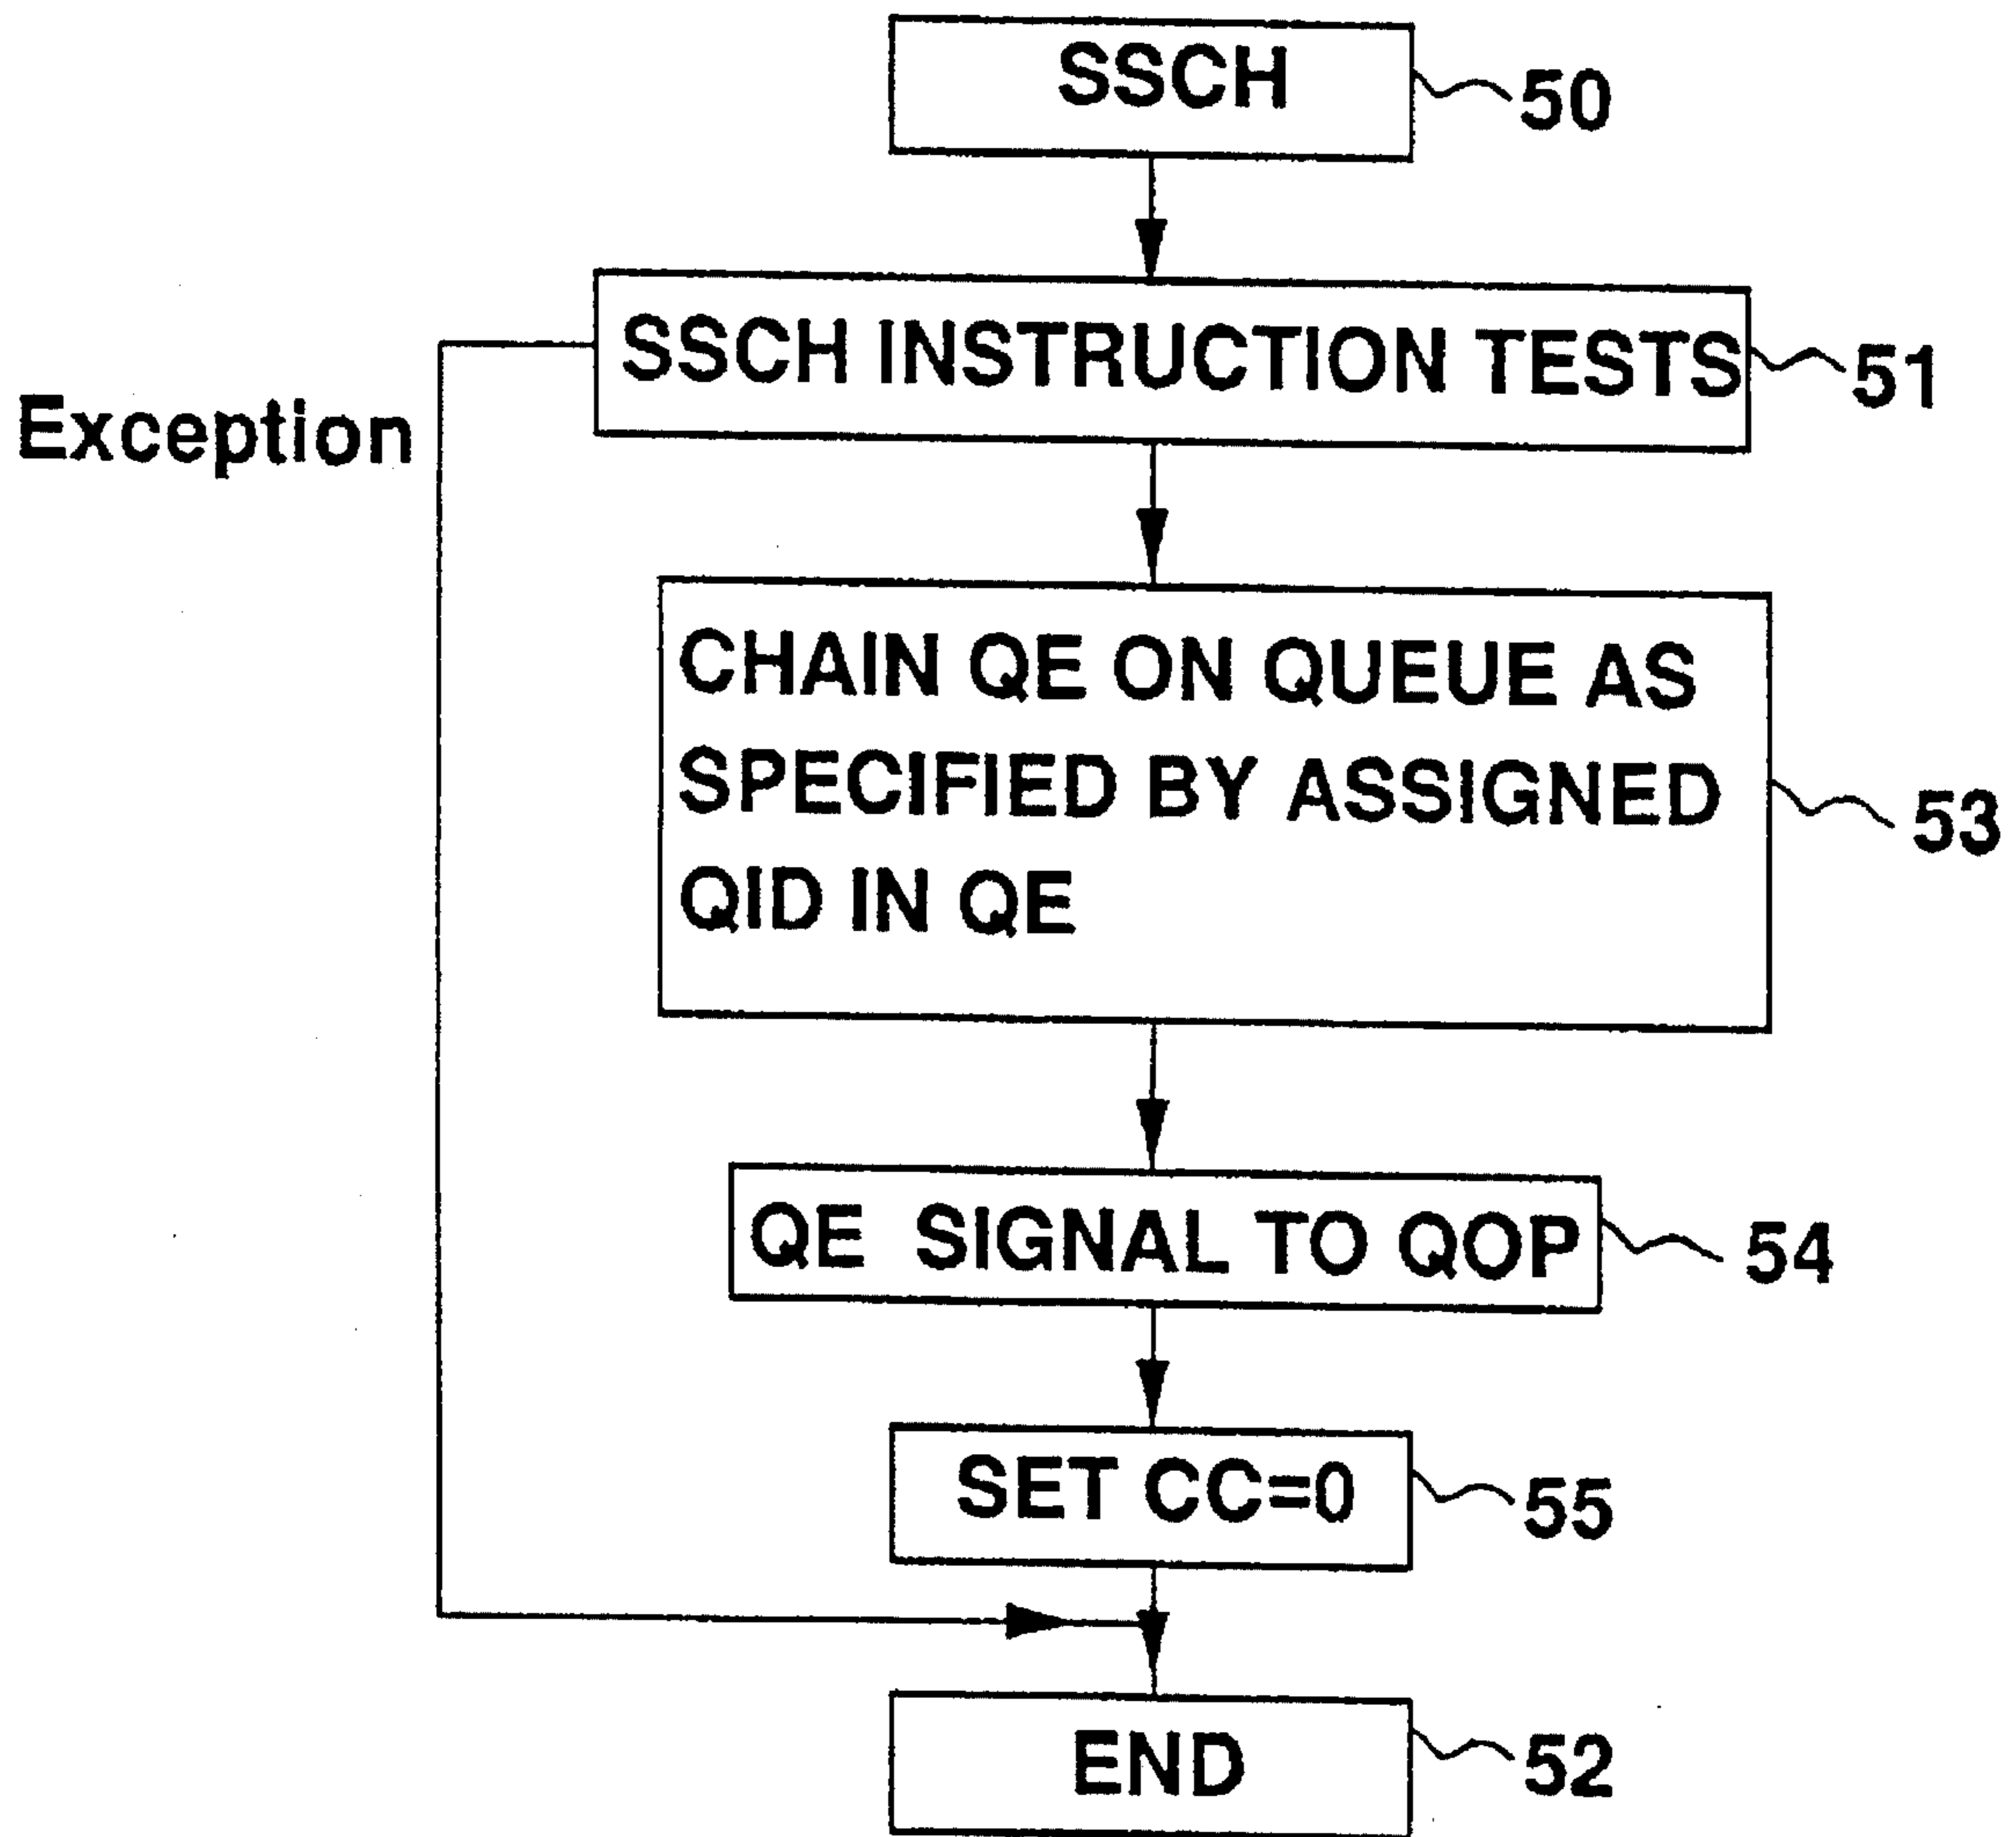 SSCH
50
SSCH INSTRUCTION TESTS
51
Exception
CHAIN QE ON QUEUE AS
SPECIFIED BY ASSIGNED
QID IN QE
53
QE SIGNAL TO QOP
54
SET CC=0
55
END
52